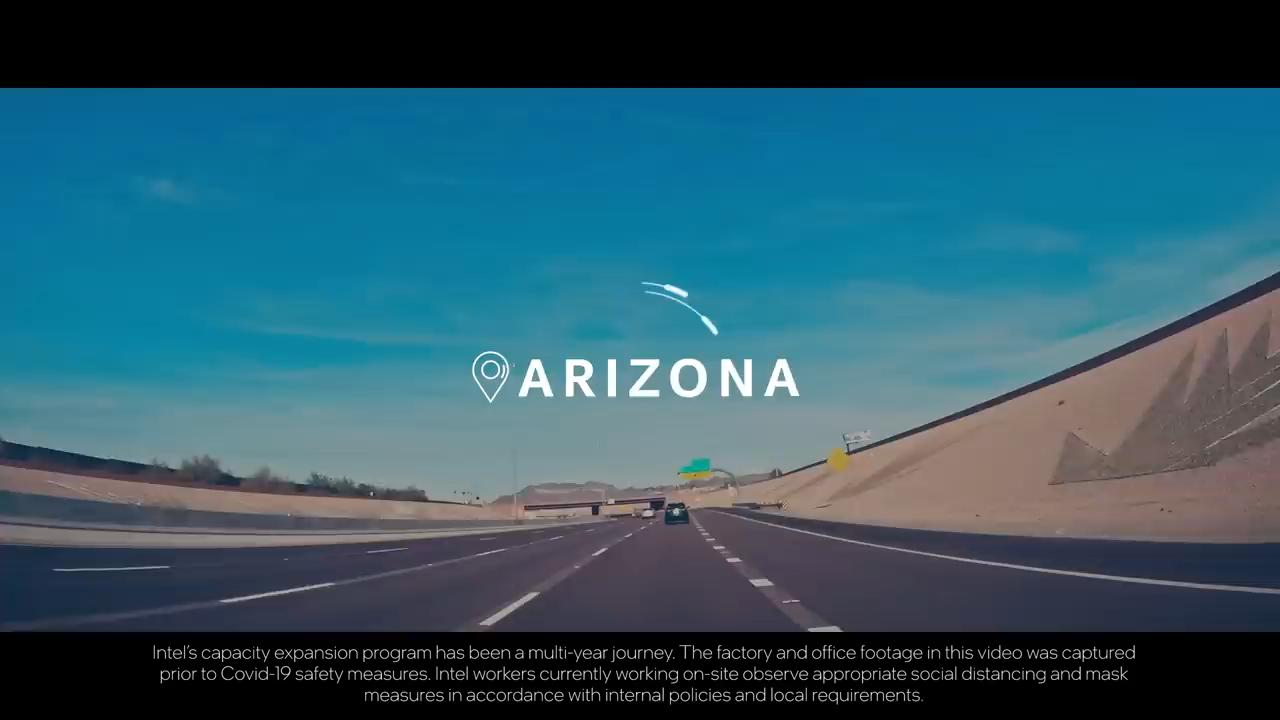 ARIZONA
Intel's capacity expansion program has been a multi-year journey. The factory and office footage in this video was captured
prior to Covid-19 safety measures. Intel workers currently working on-site observe appropriate social distancing and mask
measures in accordance with internal policies and local requirements.